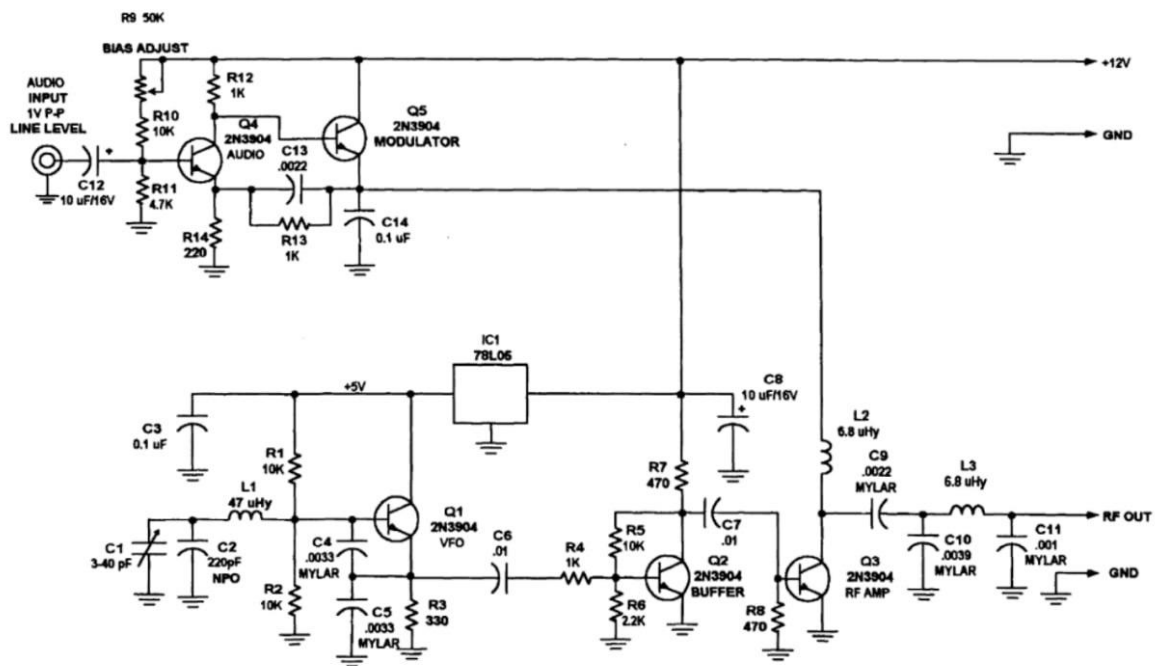 R9 50K
BIAS ADJUST
AUDIO
INPUT
1V P-P
LINE LEVEL
C12
10 uF/16V
R10
10K
R11
4.7K
R12
1K
Q4
2N3904
AUDIO
R14
220
C13
.0022
R13
1K
Q5
2N3904
MODULATOR
C14
0.1 uF
+12V
GND
IC1
78L05
+5V
C8
10 uF/16V
+
C3
0.1 uF
R1
10K
L1
47 uHy
C1
3-40 pF
C2
220pF
NPO
R2
10K
C4
.0033
MYLAR
C5
.0033
MYLAR
Q1
2N3904
VFO
R3
330
C6
.01
R4
1K
R5
10K
R6
2.2K
R7
470
C7
.01
Q2
2N3904
BUFFER
R8
470
Q3
2N3904
RF AMP
L2
6.8 uHy
C9
.0022
MYLAR
L3
6.8 uHy
C10
.0039
MYLAR
C11
.001
MYLAR
RF OUT
GND
+